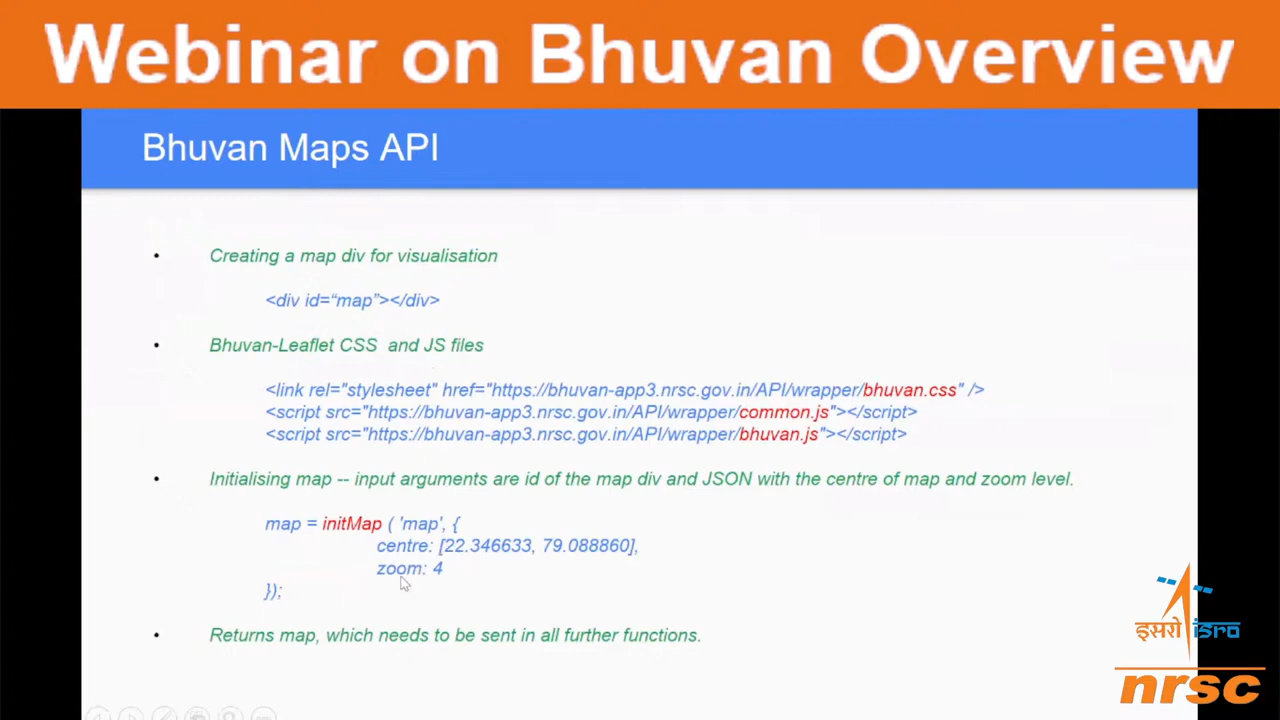 Webinar on Bhuvan Overview
Bhuvan Maps API
• Creating a map div for visualisation
<div id=“map”></div>
• Bhuvan-Leaflet CSS and JS files
<link rel="stylesheet" href="https://bhuvan-app3.nrsc.gov.in/API/wrapper/bhuvan.css" />
<script src="https://bhuvan-app3.nrsc.gov.in/API/wrapper/common.js"></script>
<script src="https://bhuvan-app3.nrsc.gov.in/API/wrapper/bhuvan.js"></script>
• Initialising map -- input arguments are id of the map div and JSON with the centre of map and zoom level.
map = initMap ( 'map', {
centre: [22.346633, 79.088860],
zoom: 4
});
• Returns map, which needs to be sent in all further functions.
इसरो isro
nrsc